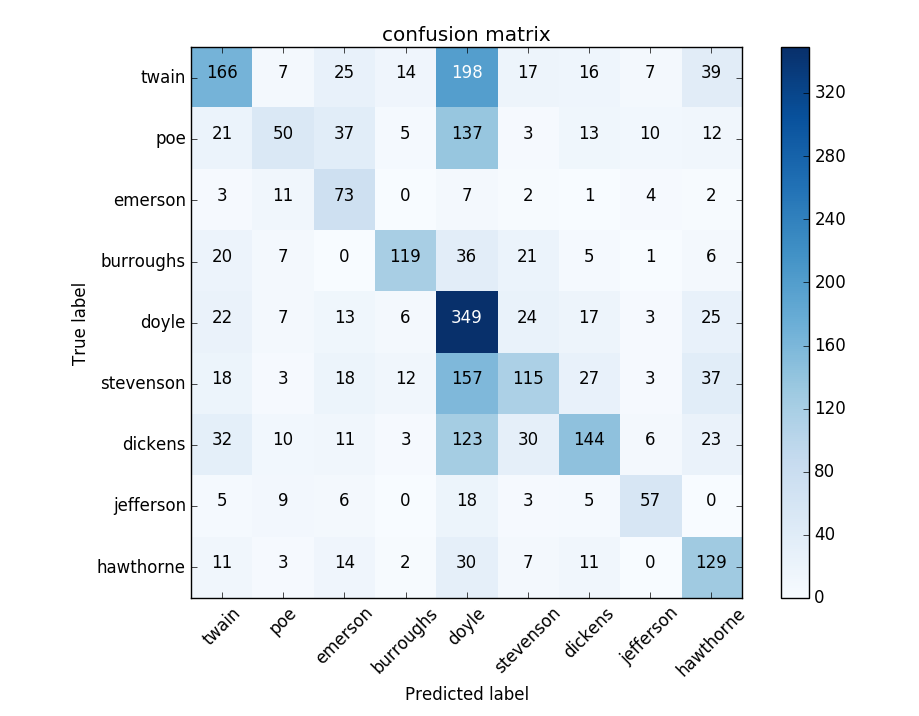 confusion matrix
twain 166 7 25 14 198 17 16 7 39
poe 21 50 37 5 137 3 13 10 12
emerson 3 11 73 0 7 2 1 4 2
burroughs 20 7 0 119 36 21 5 1 6
doyle 22 7 13 6 349 24 17 3 25
stevenson 18 3 18 12 157 115 27 3 37
dickens 32 10 11 3 123 30 144 6 23
jefferson 5 9 6 0 18 3 5 57 0
hawthorne 11 3 14 2 30 7 11 0 129
True label
twain poe emerson burroughs doyle stevenson dickens jefferson hawthorne
Predicted label
320
280
240
200
160
120
80
40
0